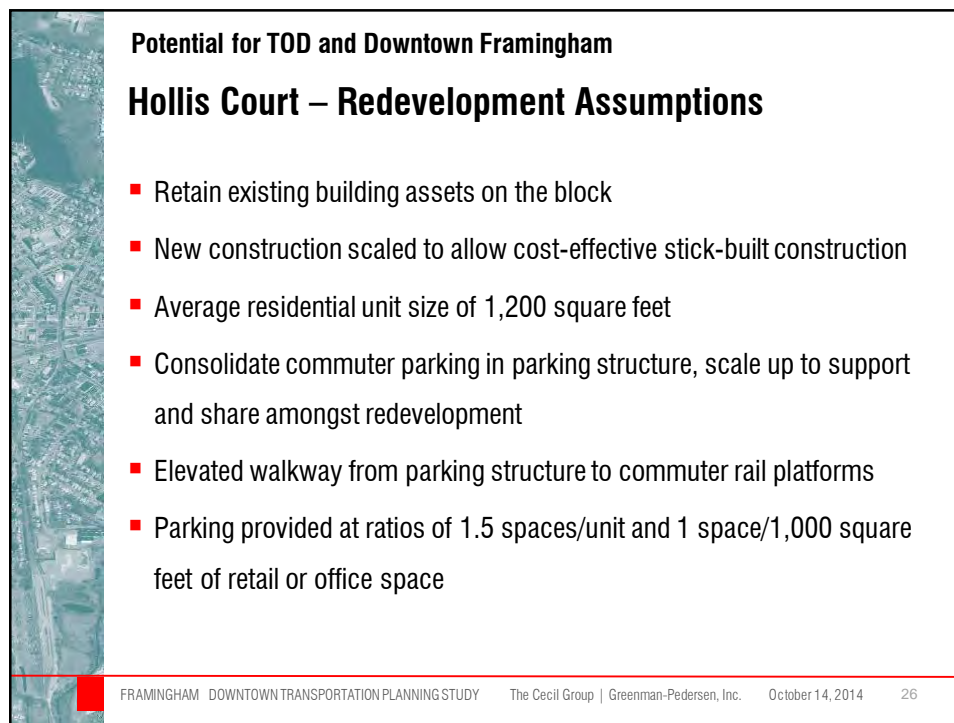 Potential for TOD and Downtown Framingham
Hollis Court – Redevelopment Assumptions
Retain existing building assets on the block
New construction scaled to allow cost-effective stick-built construction
Average residential unit size of 1,200 square feet
Consolidate commuter parking in parking structure, scale up to support
and share amongst redevelopment
Elevated walkway from parking structure to commuter rail platforms
Parking provided at ratios of 1.5 spaces/unit and 1 space/1,000 square
feet of retail or office space
FRAMINGHAM DOWNTOWN TRANSPORTATION PLANNING STUDY The Cecil Group | Greenman-Pedersen, Inc. October 14, 2014 26